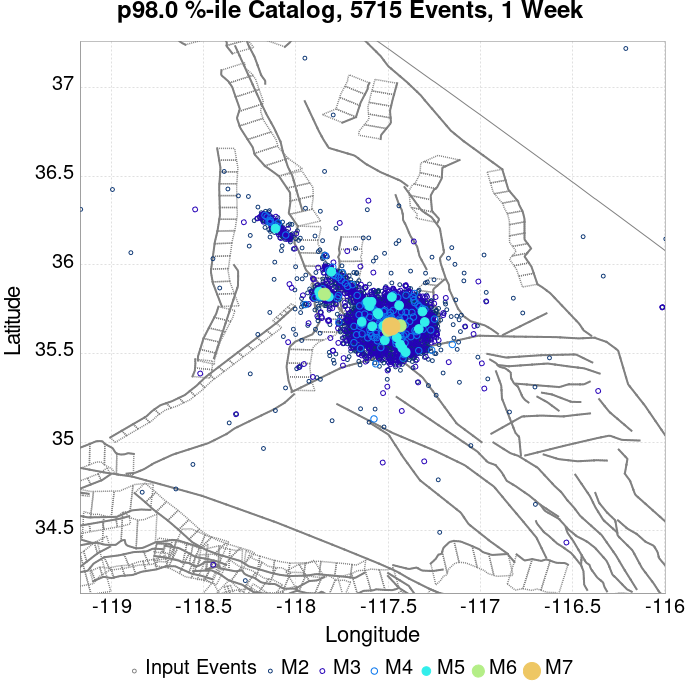 p98.0 %-ile Catalog, 5715 Events, 1 Week
37
36.5
36
35.5
35
34.5
Latitude
-119 -118.5 -118 -117.5 -117 -116.5 -116
Longitude
Input Events M2 M3 M4 M5 M6 M7